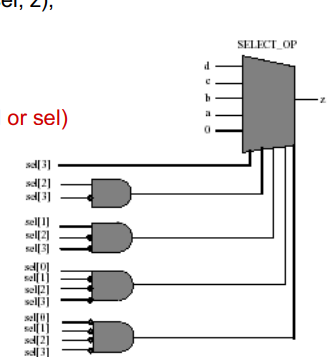 sel, z);
SELECT_OP
d
c
b
a
0
z
or sel)
sel[3]
sel[2]
sel[3]
sel[1]
sel[2]
sel[3]
sel[0]
sel[1]
sel[2]
sel[3]
sel[0]
sel[1]
sel[2]
sel[3]